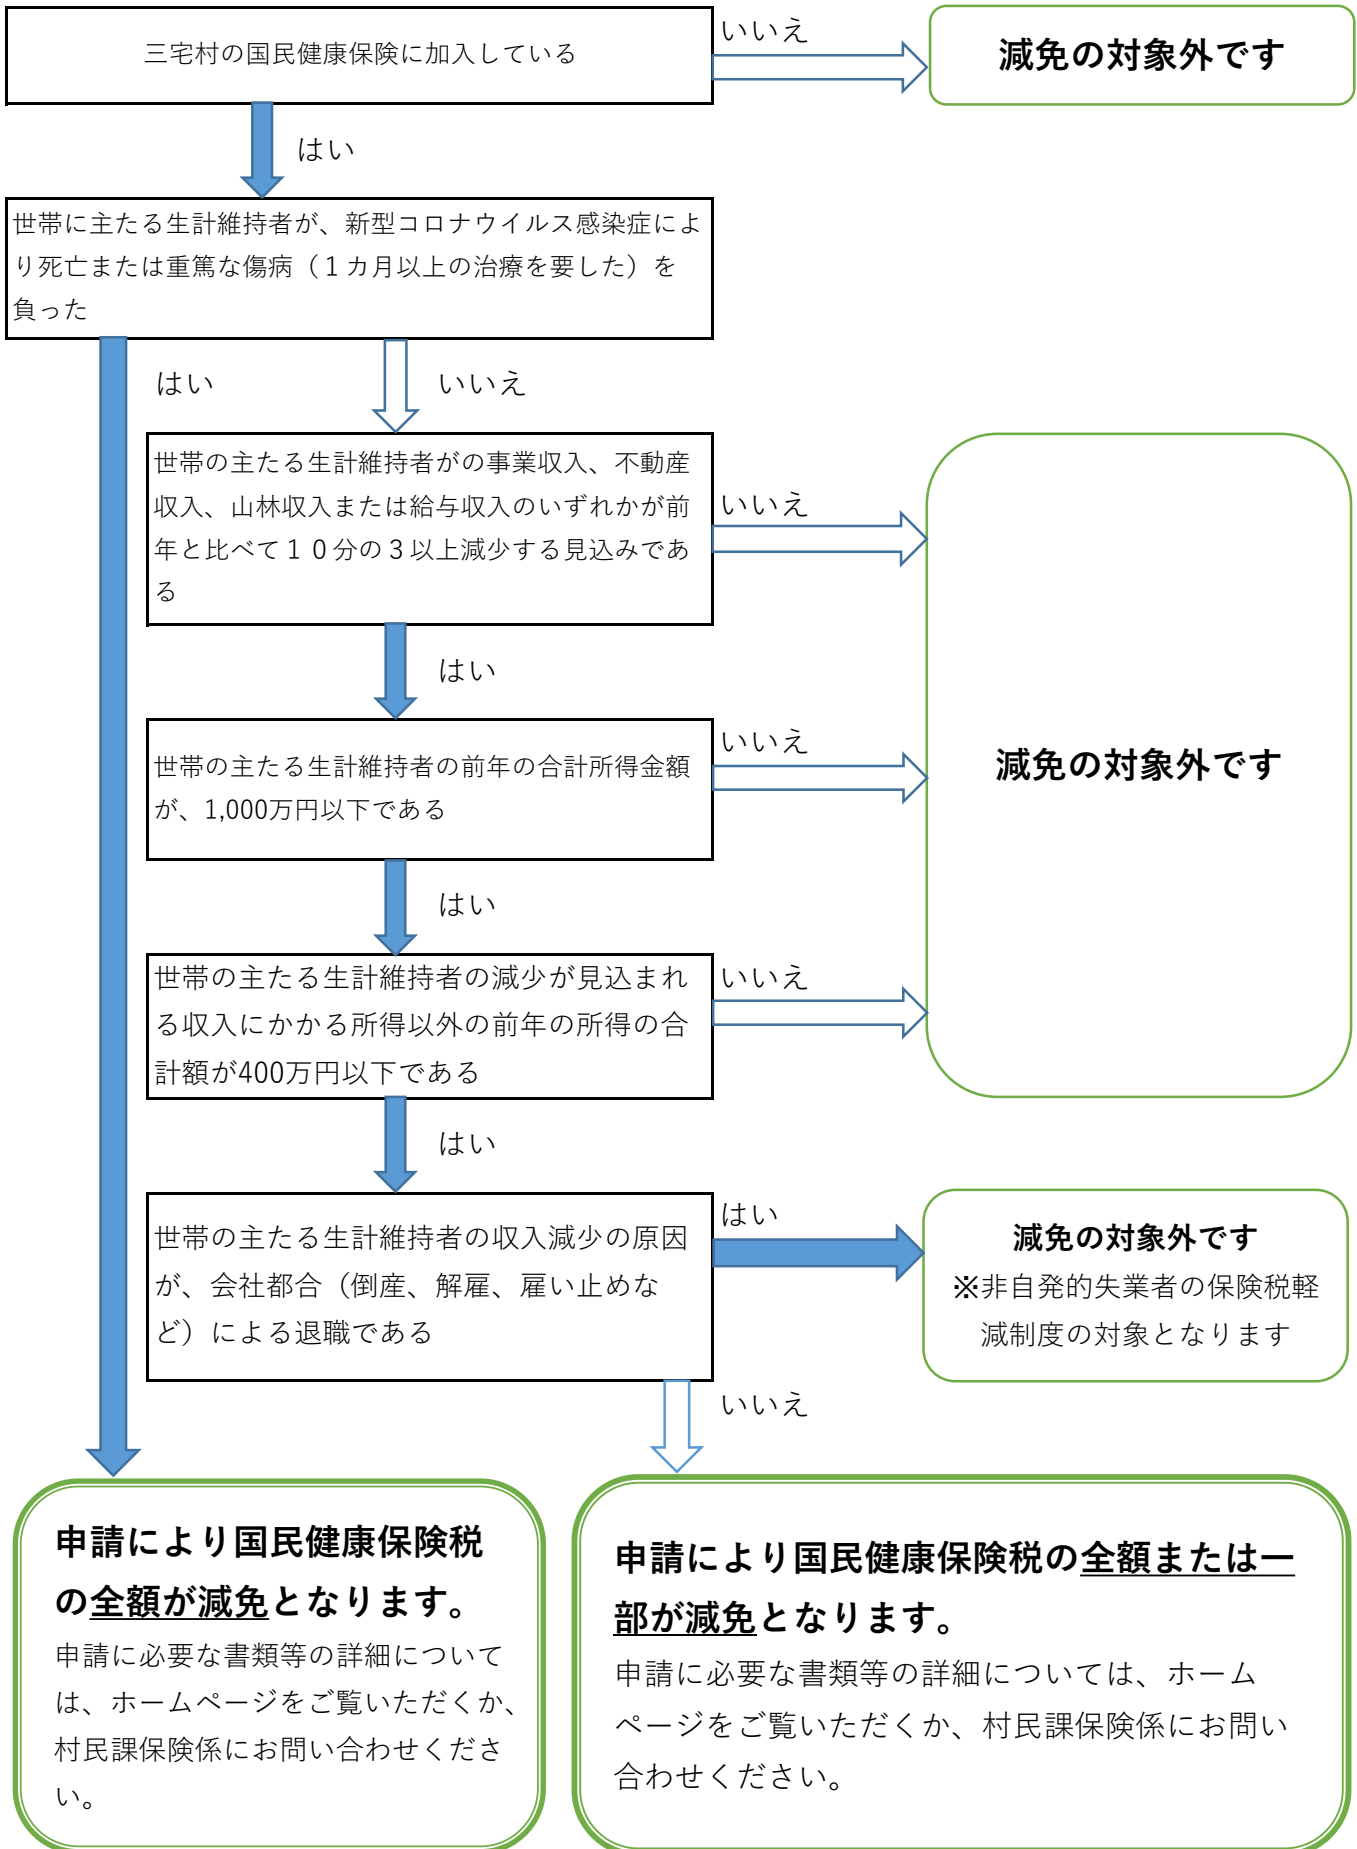 三宅村の国民健康保険に加入している
いいえ
減免の対象外です
はい
世帯に主たる生計維持者が、新型コロナウイルス感染症によ
り死亡または重篤な傷病（１カ月以上の治療を要した）を
負った
はい
いいえ
世帯の主たる生計維持者がの事業収入、不動産
収入、山林収入または給与収入のいずれかが前
年と比べて１０分の３以上減少する見込みであ
る
いいえ
はい
世帯の主たる生計維持者の前年の合計所得金額
が、1,000万円以下である
いいえ
減免の対象外です
はい
世帯の主たる生計維持者の減少が見込まれ
る収入にかかる所得以外の前年の所得の合
計額が400万円以下である
いいえ
はい
世帯の主たる生計維持者の収入減少の原因
が、会社都合（倒産、解雇、雇い止めな
ど）による退職である
はい
減免の対象外です
※非自発的失業者の保険税軽
減制度の対象となります
いいえ
申請により国民健康保険税
の全額が減免となります。
申請に必要な書類等の詳細について
は、ホームページをご覧いただくか、
村民課保険係にお問い合わせくださ
い。
申請により国民健康保険税の全額または一
部が減免となります。
申請に必要な書類等の詳細については、ホーム
ページをご覧いただくか、村民課保険係にお問い
合わせください。